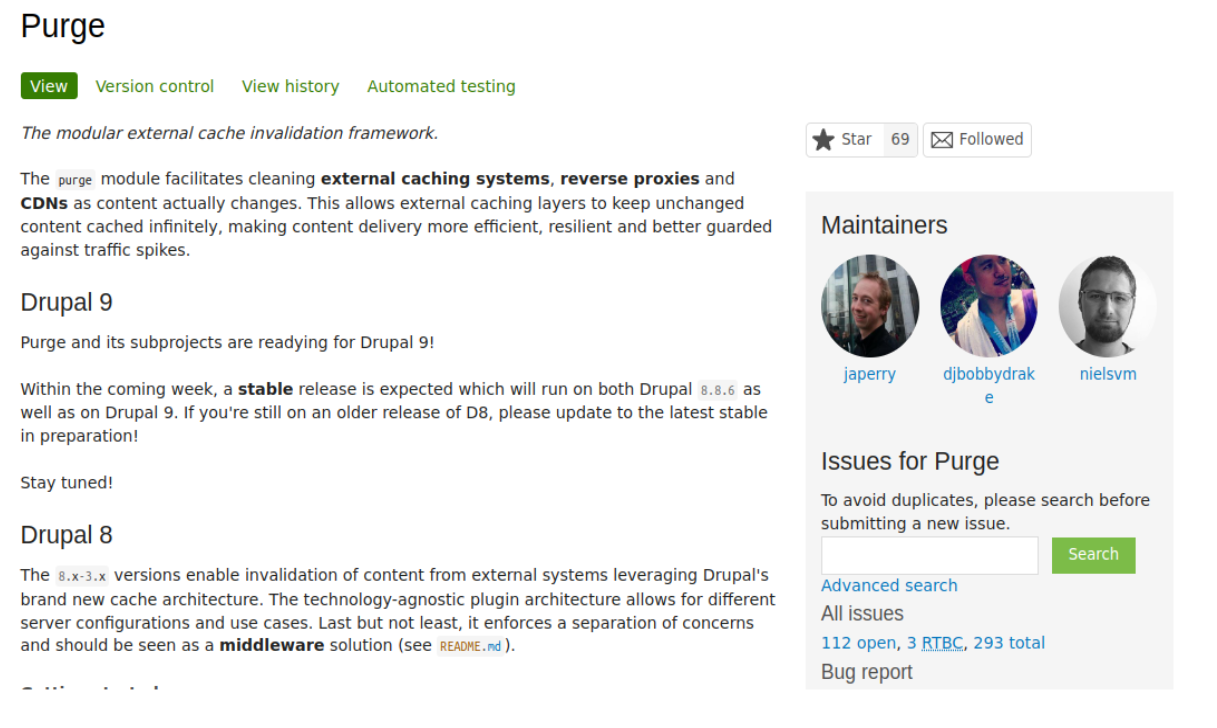 Purge
View Version control View history Automated testing
The modular external cache invalidation framework.
The purge module facilitates cleaning external caching systems, reverse proxies and
CDNs as content actually changes. This allows external caching layers to keep unchanged
content cached infinitely, making content delivery more efficient, resilient and better guarded
against traffic spikes.
Drupal 9
Purge and its subprojects are readying for Drupal 9!
Within the coming week, a stable release is expected which will run on both Drupal 8.8.6 as
well as on Drupal 9. If you're still on an older release of D8, please update to the latest stable
in preparation!
Stay tuned!
Drupal 8
The 8.x-3.x versions enable invalidation of content from external systems leveraging Drupal's
brand new cache architecture. The technology-agnostic plugin architecture allows for different
server configurations and use cases. Last but not least, it enforces a separation of concerns
and should be seen as a middleware solution (see README.md).
Star 69 Followed
Maintainers
japerry djbobbydrak nielsvm
e
Issues for Purge
To avoid duplicates, please search before
submitting a new issue.
Search
Advanced search
All issues
112 open, 3 RTBC, 293 total
Bug report